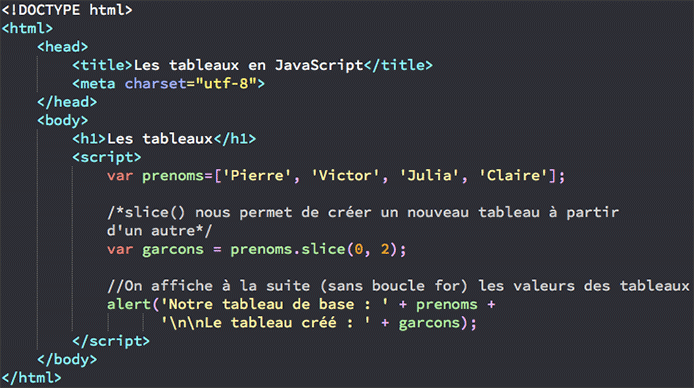 <!DOCTYPE html>
<html>
<head>
<title>Les tableaux en JavaScript</title>
<meta charset="utf-8">
</head>
<body>
<h1>Les tableaux</h1>
<script>
var prenoms=['Pierre', 'Victor', 'Julia', 'Claire'];
/*slice() nous permet de créer un nouveau tableau à partir
d'un autre*/
var garcons = prenoms.slice(0, 2);
//On affiche à la suite (sans boucle for) les valeurs des tableaux
alert('Notre tableau de base : ' + prenoms +
'\n\nLe tableau créé : ' + garcons);
</script>
</body>
</html>